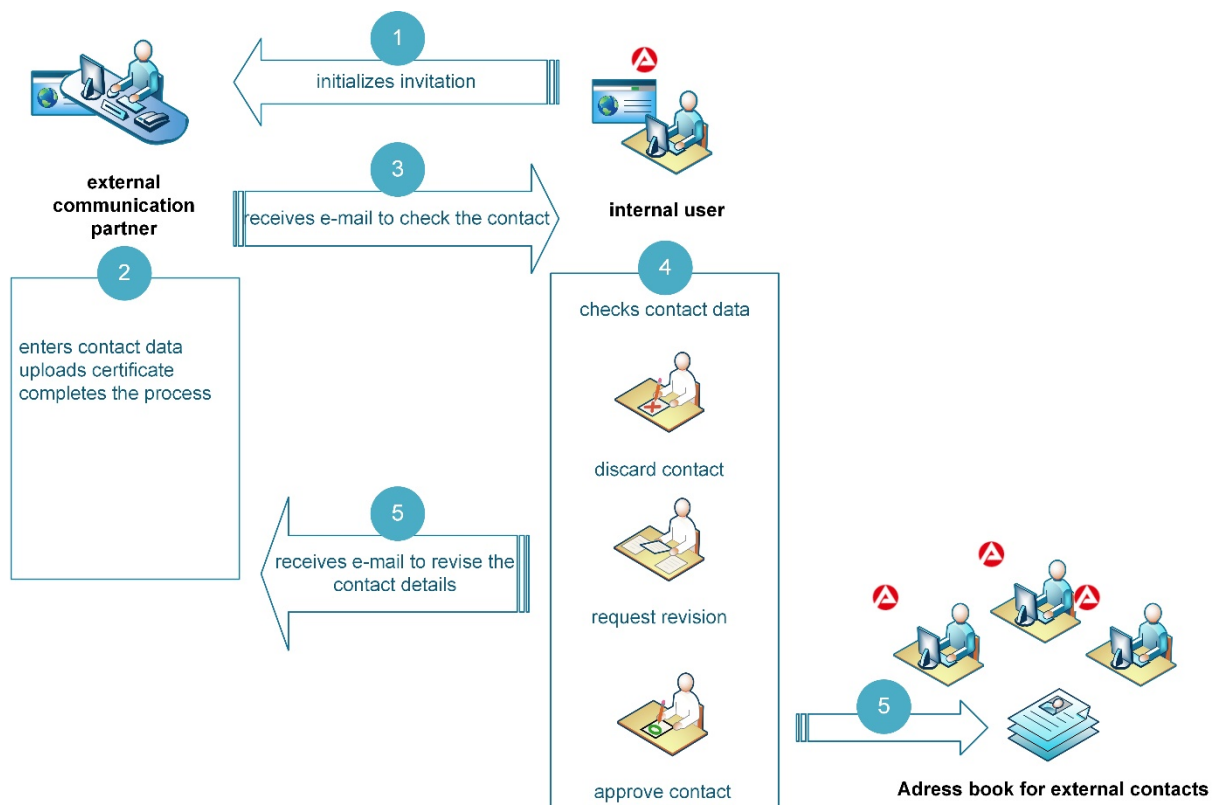 1
initializes invitation
external
communication
partner
3
receives e-mail to check the contact
internal user
2
enters contact data
uploads certificate
completes the process
4
checks contact data
discard contact
5
receives e-mail to revise the
contact details
request revision
approve contact
5
Adress book for external contacts